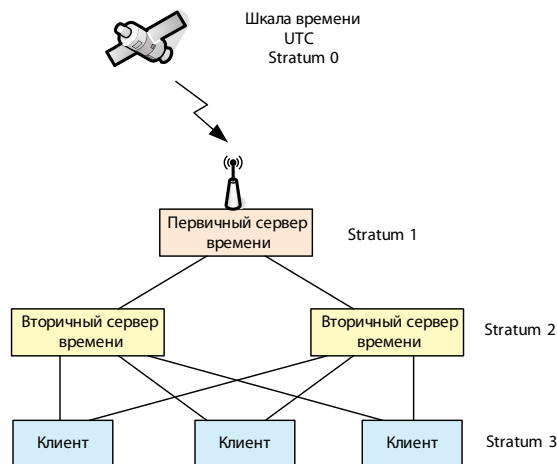 Шкала времени
UTC
Stratum 0
Первичный сервер
времени
Stratum 1
Вторичный сервер
времени
Вторичный сервер
времени
Stratum 2
Клиент
Клиент
Клиент
Stratum 3